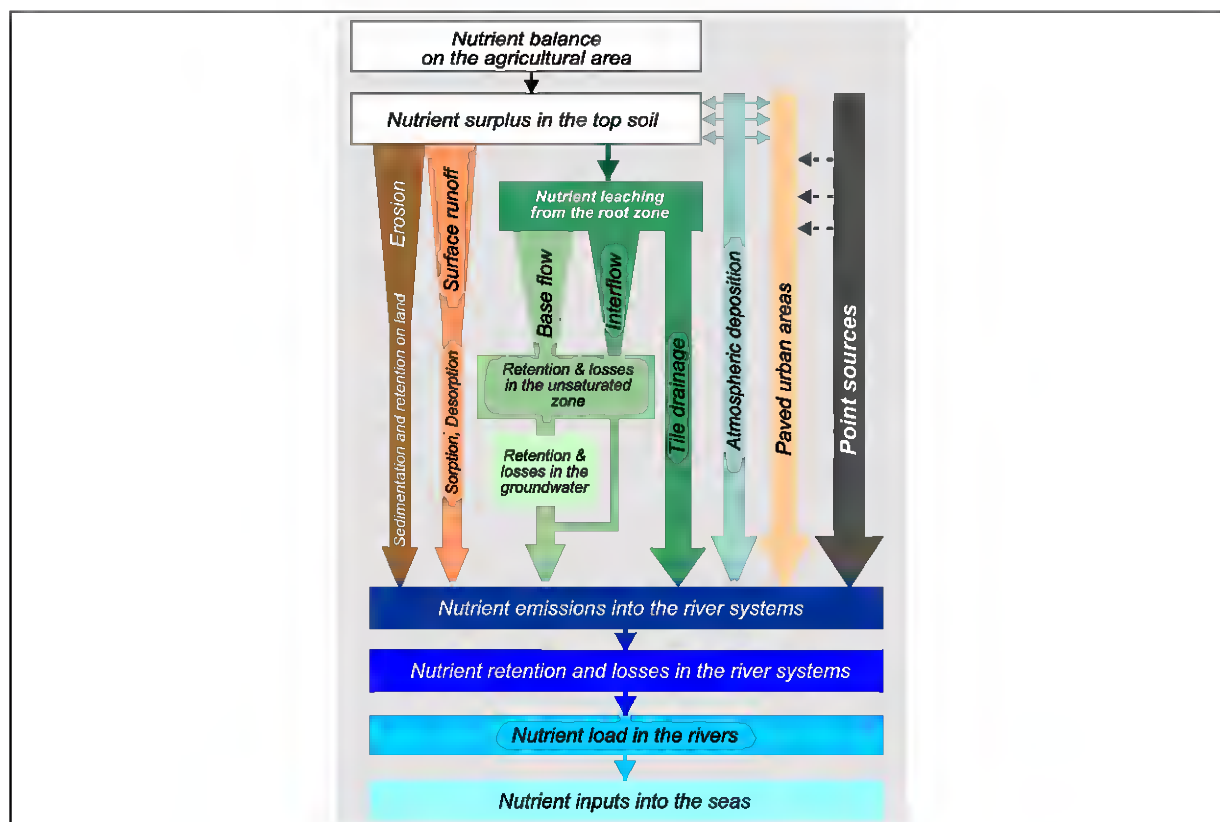 Nutrient balance
on the agricultural area
Nutrient surplus in the top soil
Nutrient leaching
from the root zone
Erosion
Sedimentation and retention on land
Surface runoff
Sorption, Desorption
Base flow
Interflow
Retention & losses
in the unsaturated
zone
Retention &
losses in the
groundwater
Tile drainage
Atmospheric deposition
Paved urban areas
Point sources
Nutrient emissions into the river systems
Nutrient retention and losses in the river systems
Nutrient load in the rivers
Nutrient inputs into the seas